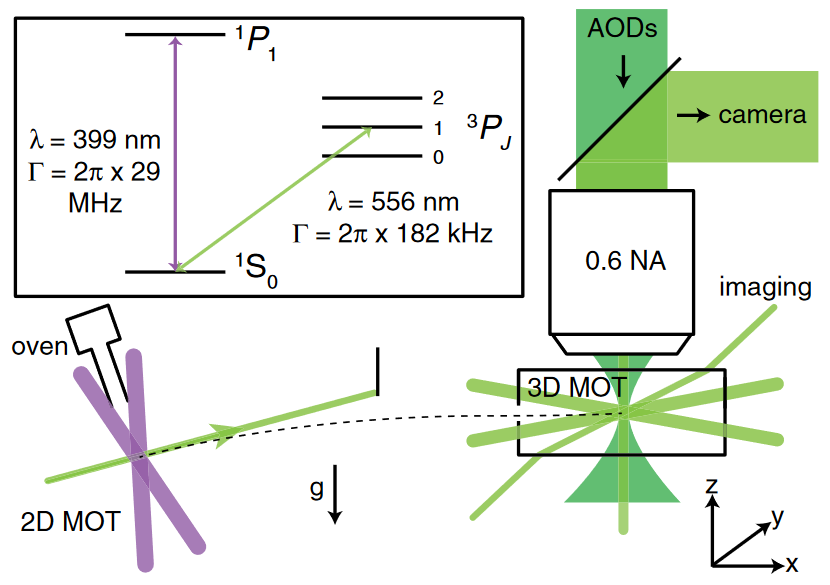 ¹P₁
2
1
0
³P_J
λ = 399 nm
Γ = 2π x 29
MHz
λ = 556 nm
Γ = 2π x 182 kHz
¹S₀
AODs
camera
0.6 NA
imaging
oven
3D MOT
2D MOT
g
z
y
x